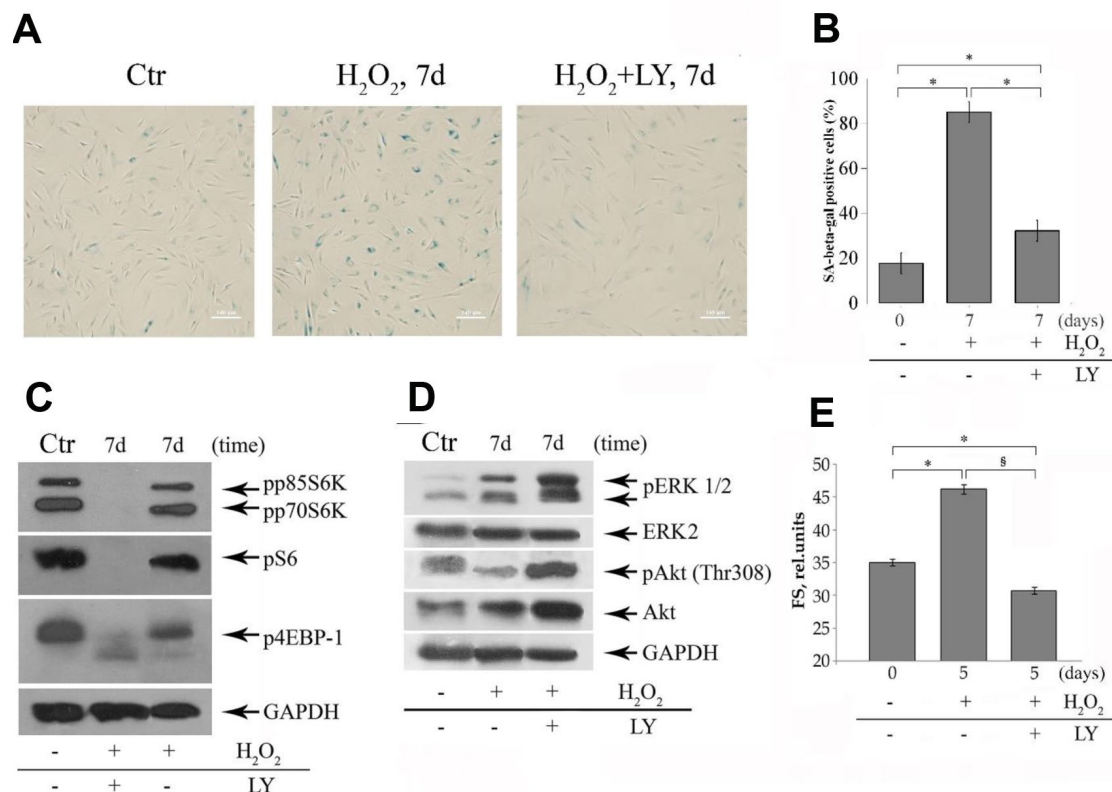 A
Ctr
H₂O₂, 7d
H₂O₂+LY, 7d
B
SA-beta-gal positive cells (%)
100
80
60
40
20
0
* 
* *
0 7 7 (days)
- + + H₂O₂
- - + LY
C
Ctr 7d 7d (time)
pp85S6K
pp70S6K
pS6
p4EBP-1
GAPDH
- + + H₂O₂
- + - LY
D
Ctr 7d 7d (time)
pERK 1/2
ERK2
pAkt (Thr308)
Akt
GAPDH
- + + H₂O₂
- - + LY
E
FS, rel.units
50
45
40
35
30
25
20
*
* §
0 5 5 (days)
- + + H₂O₂
- - + LY